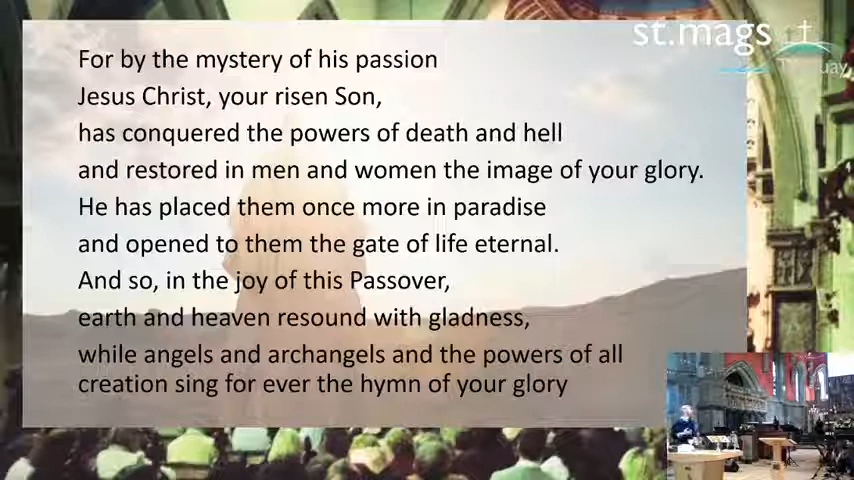 st.mags
For by the mystery of his passion
Jesus Christ, your risen Son,
has conquered the powers of death and hell
and restored in men and women the image of your glory.
He has placed them once more in paradise
and opened to them the gate of life eternal.
And so, in the joy of this Passover,
earth and heaven resound with gladness,
while angels and archangels and the powers of all
creation sing for ever the hymn of your glory